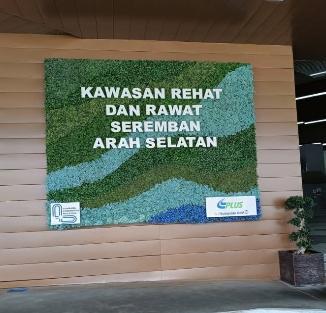 KAWASAN REHAT
DAN RAWAT
SEREMBAN
ARAH SELATAN
PLUS